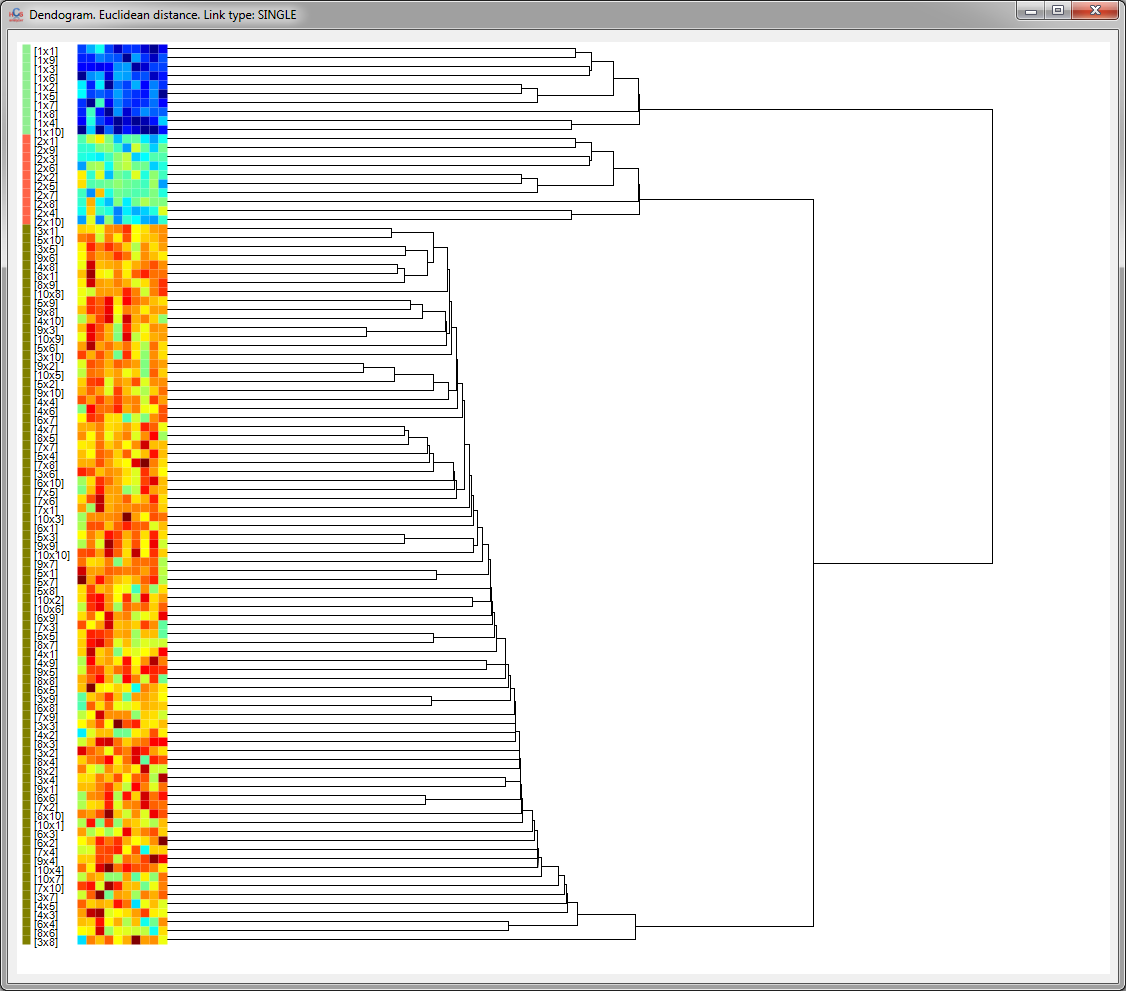 Dendogram. Euclidean distance. Link type: SINGLE
[1x1]
[1x9]
[1x3]
[1x6]
[1x2]
[1x5]
[1x7]
[1x8]
[1x4]
[1x10]
[2x1]
[2x9]
[2x3]
[2x6]
[2x2]
[2x5]
[2x7]
[2x8]
[2x4]
[2x10]
[3x1]
[5x10]
[3x5]
[9x6]
[4x8]
[8x1]
[8x9]
[10x8]
[5x9]
[9x8]
[4x10]
[9x3]
[10x9]
[5x6]
[3x10]
[9x2]
[10x5]
[5x2]
[9x10]
[4x4]
[4x6]
[6x7]
[4x7]
[8x5]
[7x7]
[5x4]
[7x8]
[3x6]
[6x10]
[7x5]
[7x6]
[7x1]
[10x3]
[6x1]
[5x3]
[9x9]
[10x10]
[9x7]
[5x1]
[5x7]
[5x8]
[10x2]
[10x6]
[6x9]
[7x3]
[5x5]
[8x7]
[4x1]
[4x9]
[9x5]
[8x8]
[6x5]
[3x9]
[6x8]
[7x9]
[3x3]
[4x2]
[8x3]
[3x2]
[8x4]
[8x2]
[3x4]
[9x1]
[6x6]
[7x2]
[8x10]
[10x1]
[6x3]
[6x2]
[7x4]
[9x4]
[10x4]
[10x7]
[7x10]
[3x7]
[4x5]
[4x3]
[6x4]
[8x6]
[3x8]